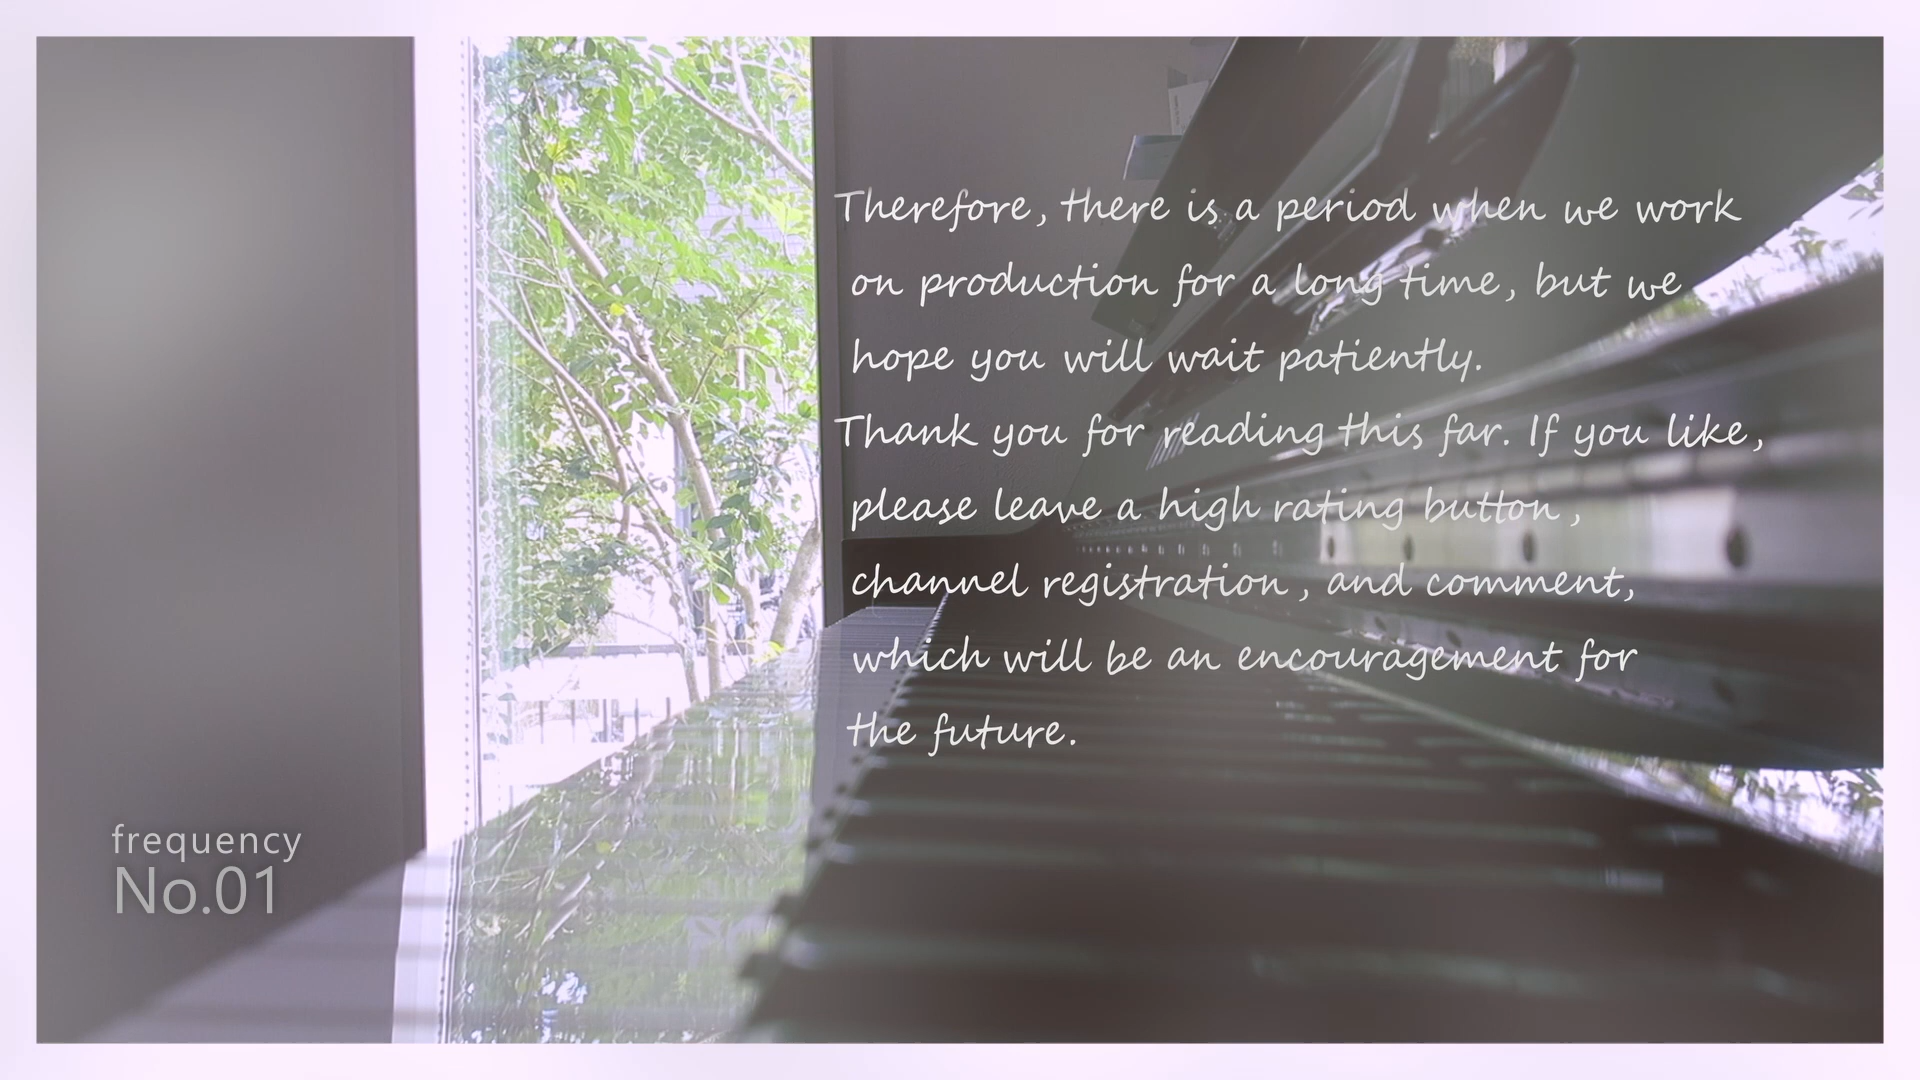 Therefore, there is a period when we work
on production for a long time, but we
hope you will wait patiently.
Thank you for reading this far. If you like,
please leave a high rating button,
channel registration, and comment,
which will be an encouragement for
the future.
frequency
No.01